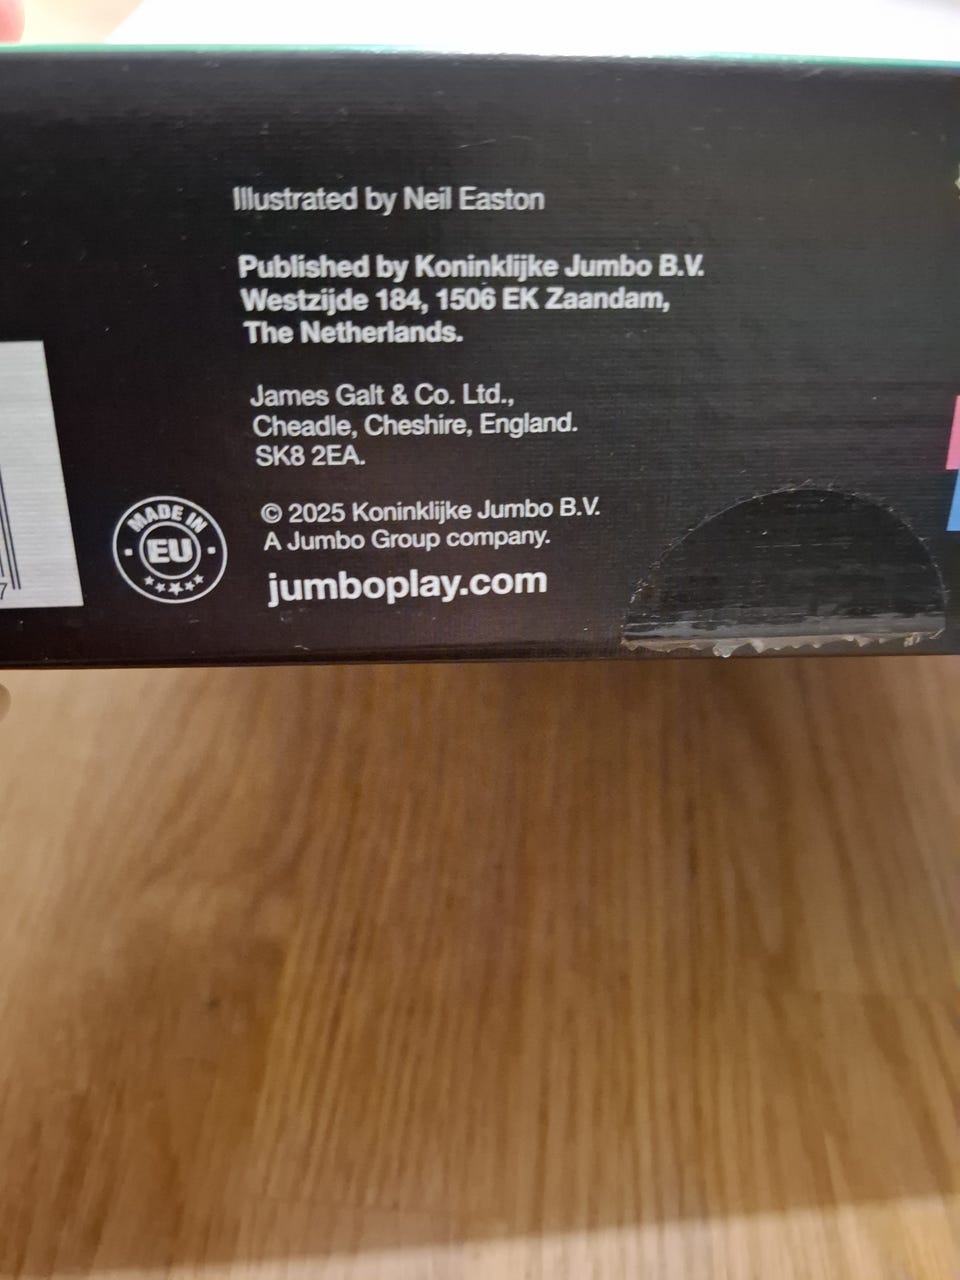 Illustrated by Neil Easton
Published by Koninklijke Jumbo B.V.
Westzijde 184, 1506 EK Zaandam,
The Netherlands.
James Galt & Co. Ltd.,
Cheadle, Cheshire, England.
SK8 2EA.
© 2025 Koninklijke Jumbo B.V.
A Jumbo Group company.
jumboplay.com
MADE IN
EU
7